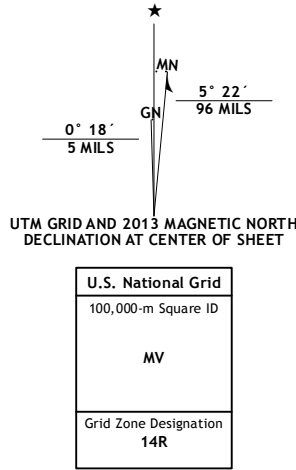 ★
MN
GN
5° 22´
96 MILS
0° 18´
5 MILS
UTM GRID AND 2013 MAGNETIC NORTH
DECLINATION AT CENTER OF SHEET
U.S. National Grid
100,000-m Square ID
MV
Grid Zone Designation
14R